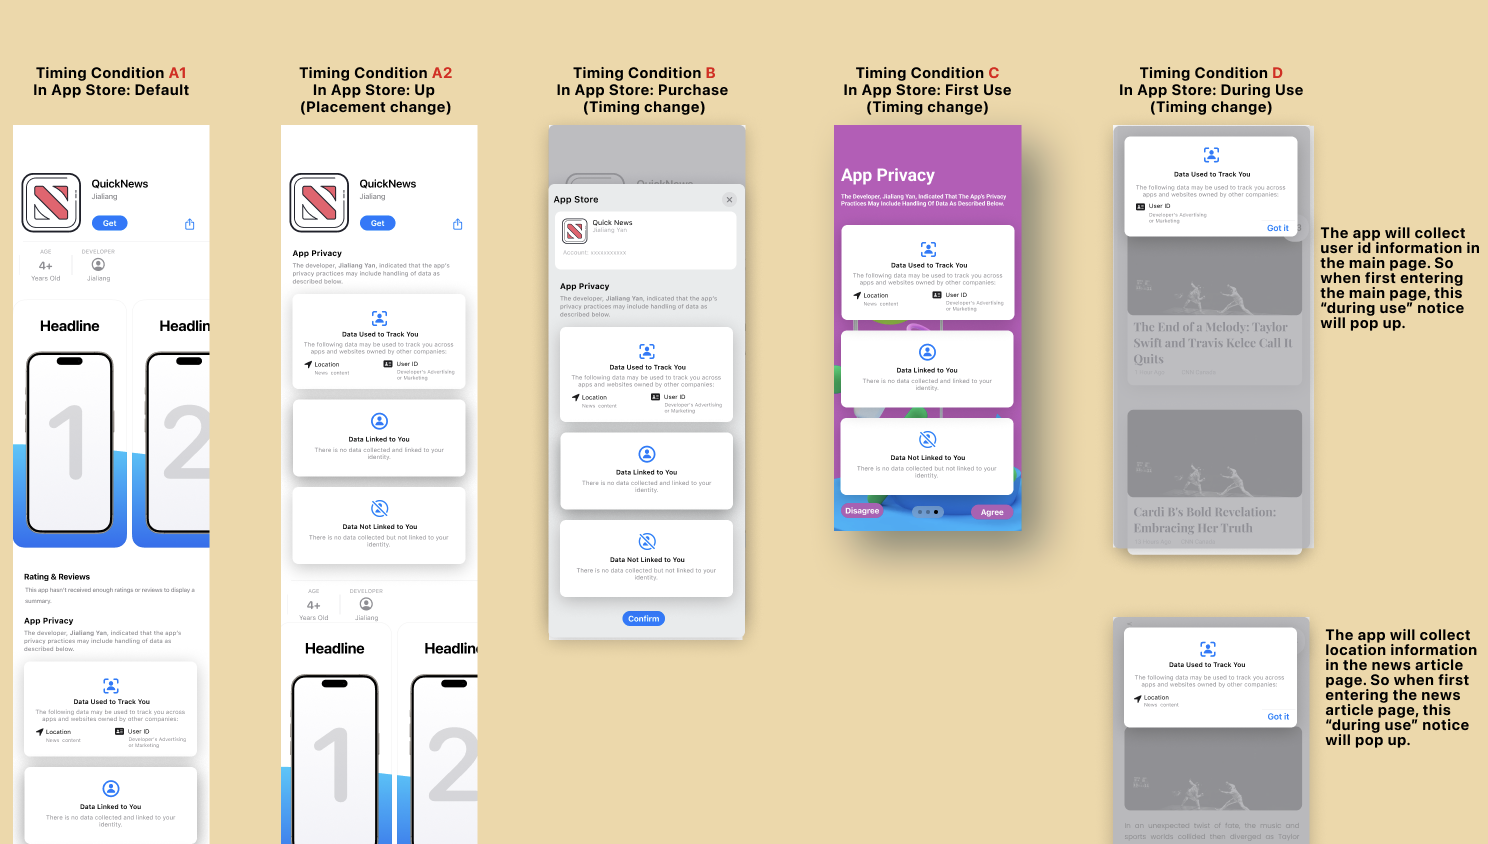 Timing Condition A1
In App Store: Default
QuickNews
Jialiang
Get
AGE
4+
Years Old
DEVELOPER
Jialiang
Headline
1
Headlin
2
Rating & Reviews
This app hasn't received enough ratings or reviews to display a
summary.
App Privacy
The developer, Jialiang Yan, indicated that the app's
privacy practices may include handling of data as
described below.
Data Used to Track You
The following data may be used to track you across
apps and websites owned by other companies:
Location
News content
User ID
Developer's Advertising
or Marketing
Data Linked to You
There is no data collected and linked to your
identity.
Timing Condition A2
In App Store: Up
(Placement change)
QuickNews
Jialiang
Get
App Privacy
The developer, Jialiang Yan, indicated that the app's
privacy practices may include handling of data as
described below.
Data Used to Track You
The following data may be used to track you across
apps and websites owned by other companies:
Location
News content
User ID
Developer's Advertising
or Marketing
Data Linked to You
There is no data collected and linked to your
identity.
Data Not Linked to You
There is no data collected but not linked to your
identity.
AGE
4+
Years Old
DEVELOPER
Jialiang
Headline
1
Headlin
2
Timing Condition B
In App Store: Purchase
(Timing change)
QuickNews
App Store
Quick News
Jialiang Yan
Account: xxxxxxxxxxx
App Privacy
The developer, Jialiang Yan, indicated that the app's
privacy practices may include handling of data as
described below.
Data Used to Track You
The following data may be used to track you across
apps and websites owned by other companies:
Location
News content
User ID
Developer's Advertising
or Marketing
Data Linked to You
There is no data collected and linked to your
identity.
Data Not Linked to You
There is no data collected but not linked to your
identity.
Confirm
Timing Condition C
In App Store: First Use
(Timing change)
App Privacy
The Developer, Jialiang Yan, Indicated That The App's Privacy
Practices May Include Handling Of Data As Described Below.
Data Used to Track You
The following data may be used to track you across
apps and websites owned by other companies:
Location
News content
User ID
Developer's Advertising
or Marketing
Data Linked to You
There is no data collected and linked to your
identity.
Data Not Linked to You
There is no data collected but not linked to your
identity.
Disagree
Agree
Timing Condition D
In App Store: During Use
(Timing change)
Data Used to Track You
The following data may be used to track you across
apps and websites owned by other companies:
User ID
Developer's Advertising
or Marketing
Got it
The End of a Melody: Taylor
Swift and Travis Kelce Call It
Quits
Cardi B's Bold Revelation:
Embracing Her Truth
The app will collect
user id information in
the main page. So
when first entering
the main page, this
“during use” notice
will pop up.
Data Used to Track You
The following data may be used to track you across
apps and websites owned by other companies:
Location
News content
Got it
In an unexpected twist of fate, the music and
sports worlds collided then diverged as Taylor
The app will collect
location information
in the news article
page. So when first
entering the news
article page, this
“during use” notice
will pop up.